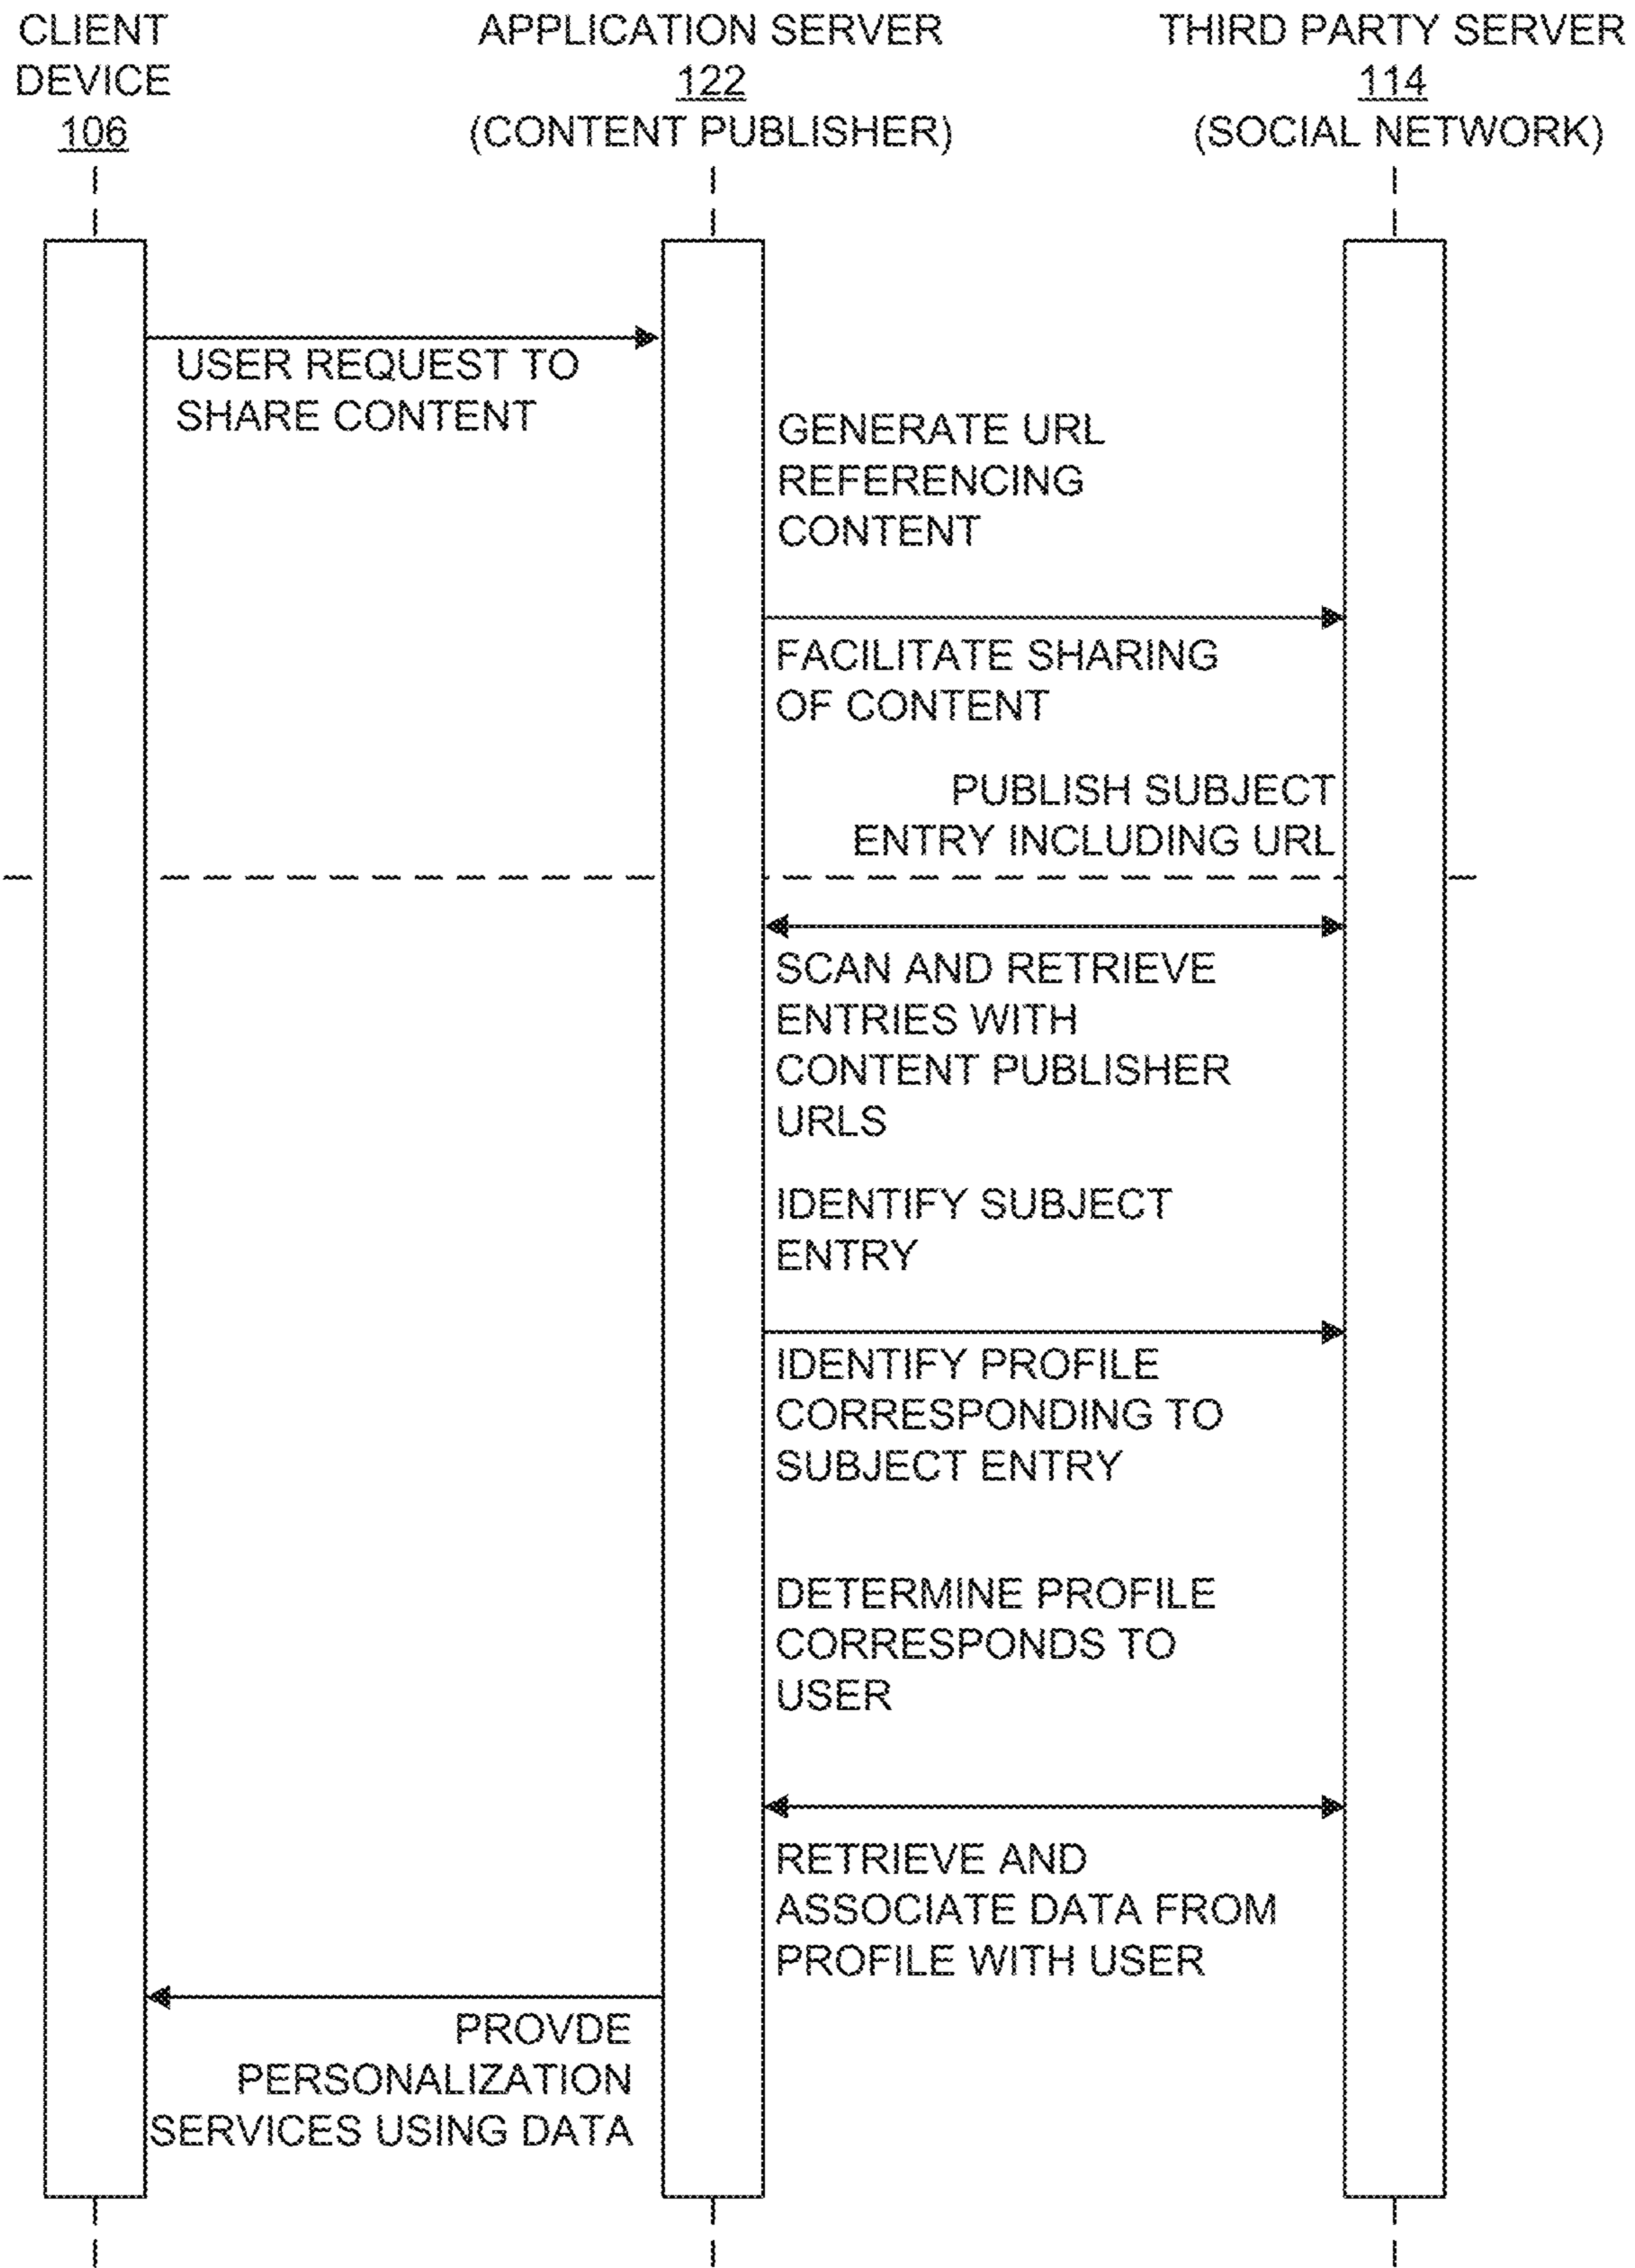 CLIENT
DEVICE
106
APPLICATION SERVER
122
(CONTENT PUBLISHER)
THIRD PARTY SERVER
114
(SOCIAL NETWORK)
USER REQUEST TO
SHARE CONTENT
GENERATE URL
REFERENCING
CONTENT
FACILITATE SHARING
OF CONTENT
PUBLISH SUBJECT
ENTRY INCLUDING URL
SCAN AND RETRIEVE
ENTRIES WITH
CONTENT PUBLISHER
URLS
IDENTIFY SUBJECT
ENTRY
IDENTIFY PROFILE
CORRESPONDING TO
SUBJECT ENTRY
DETERMINE PROFILE
CORRESPONDS TO
USER
RETRIEVE AND
ASSOCIATE DATA FROM
PROFILE WITH USER
PROVDE
PERSONALIZATION
SERVICES USING DATA